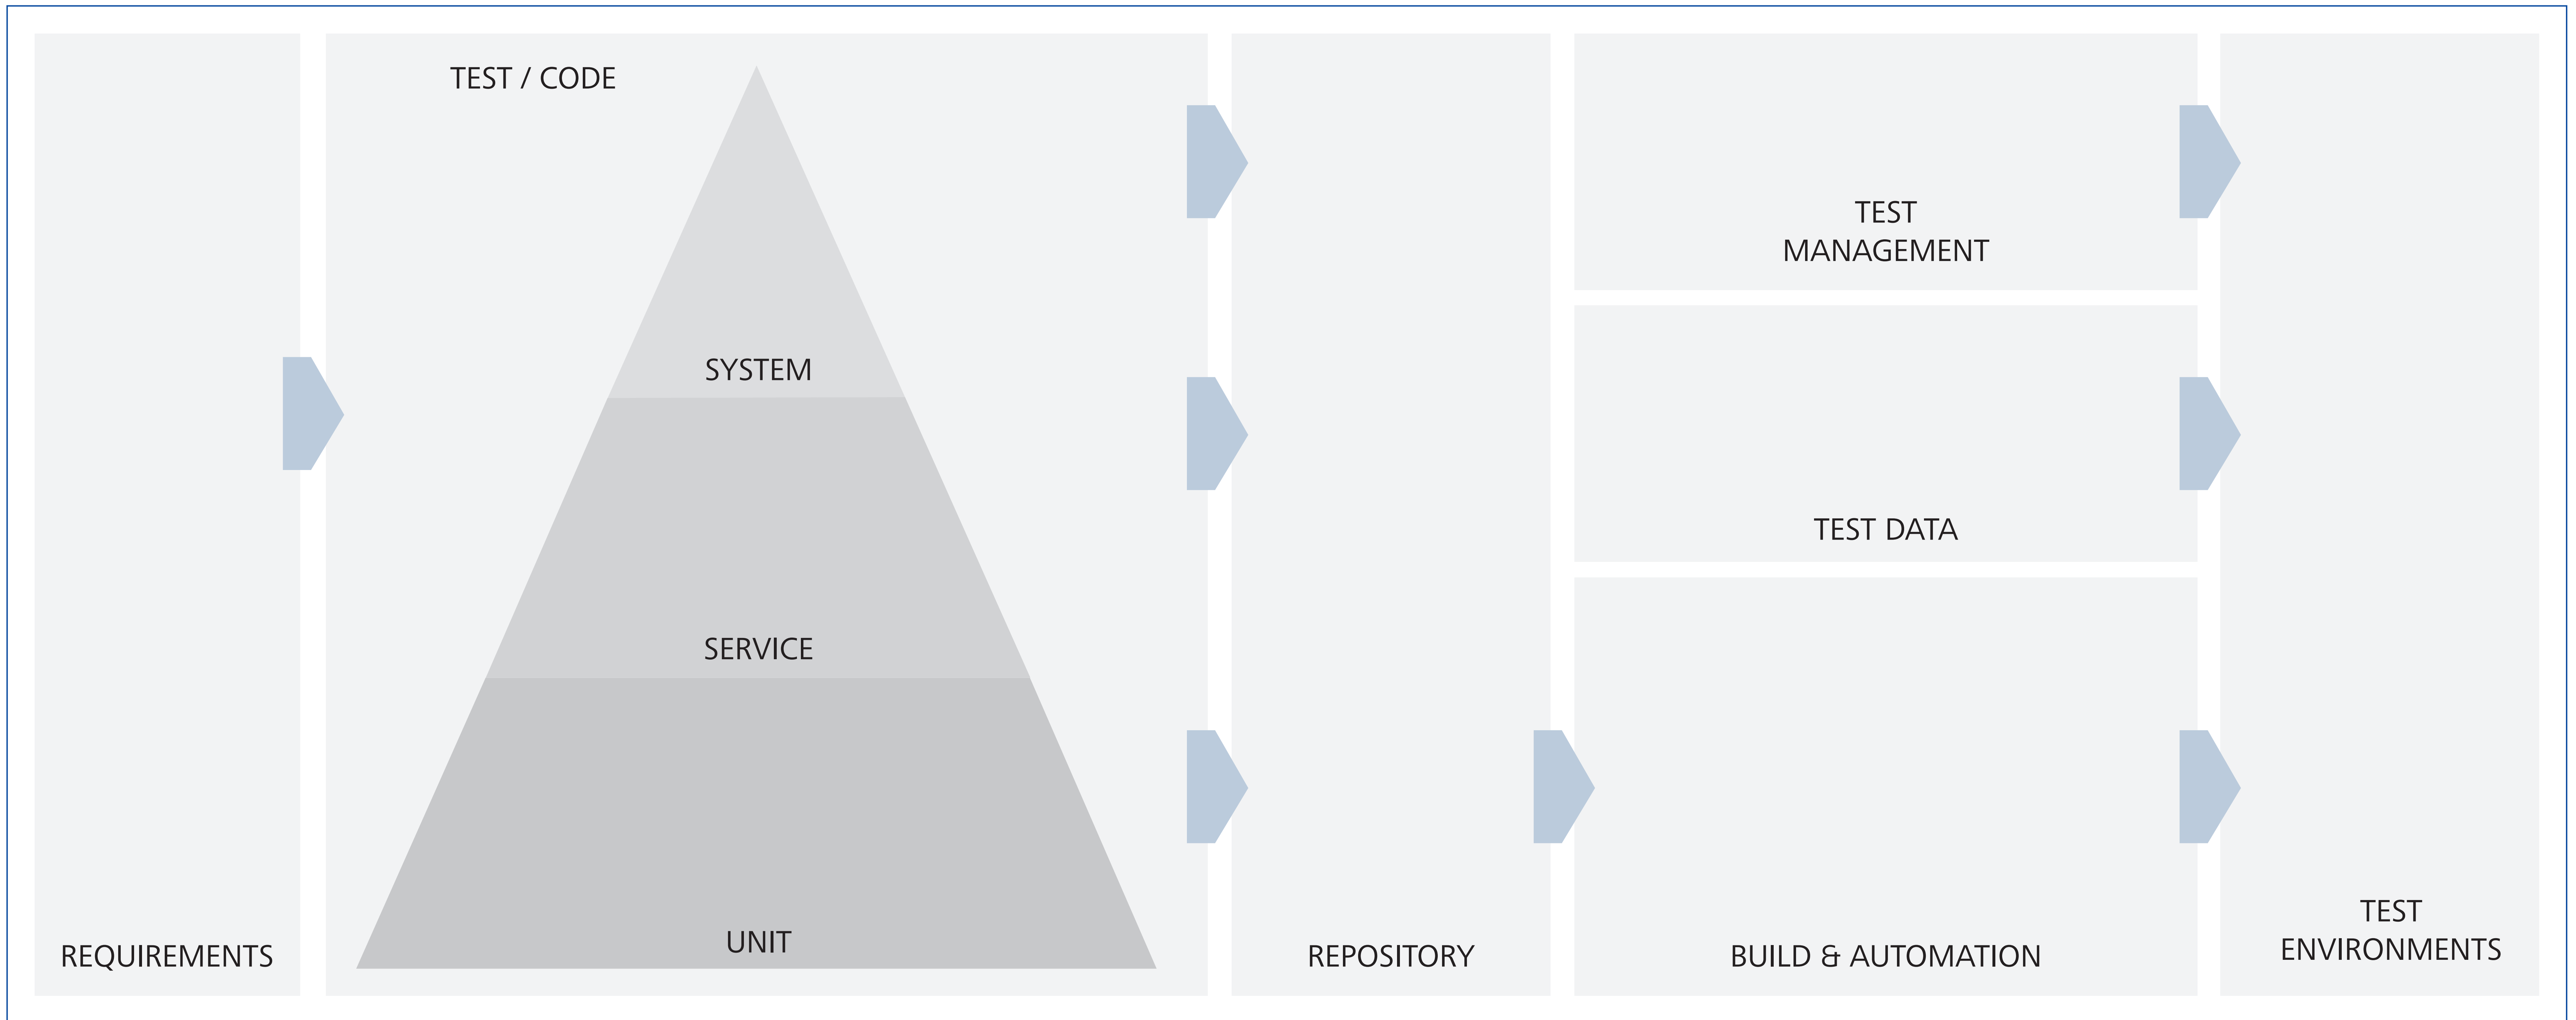 TEST / CODE
SYSTEM
SERVICE
UNIT
REQUIREMENTS
REPOSITORY
TEST
MANAGEMENT
TEST DATA
BUILD & AUTOMATION
TEST
ENVIRONMENTS